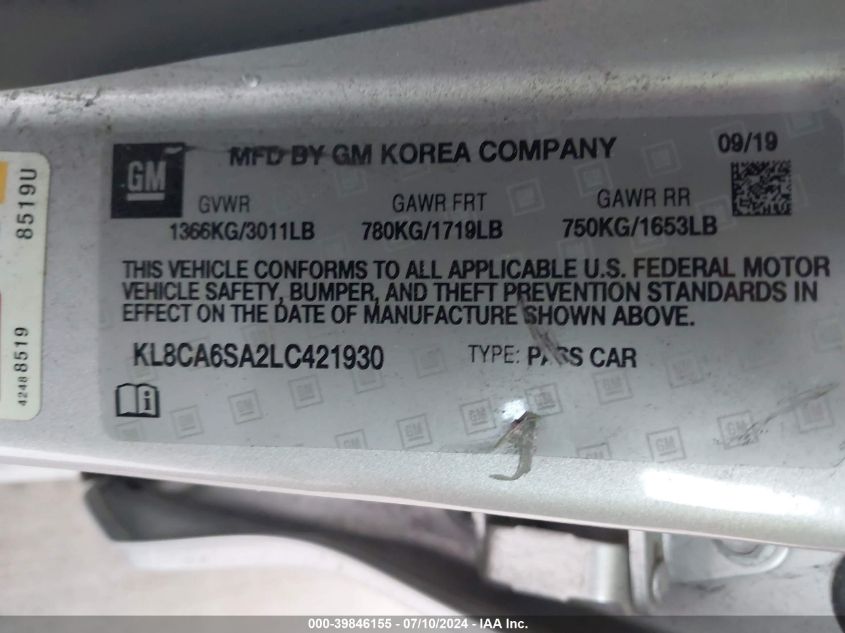 GM
MFD BY GM KOREA COMPANY
09/19
GVWR GAWR FRT GAWR RR
1366KG/3011LB 780KG/1719LB 750KG/1653LB
THIS VEHICLE CONFORMS TO ALL APPLICABLE U.S. FEDERAL MOTOR
VEHICLE SAFETY, BUMPER, AND THEFT PREVENTION STANDARDS IN
EFFECT ON THE DATE OF MANUFACTURE SHOWN ABOVE.
KL8CA6SA2LC421930 TYPE: PASS CAR
8519U
4248 8519
000-39846155 - 07/10/2024 - IAA Inc.